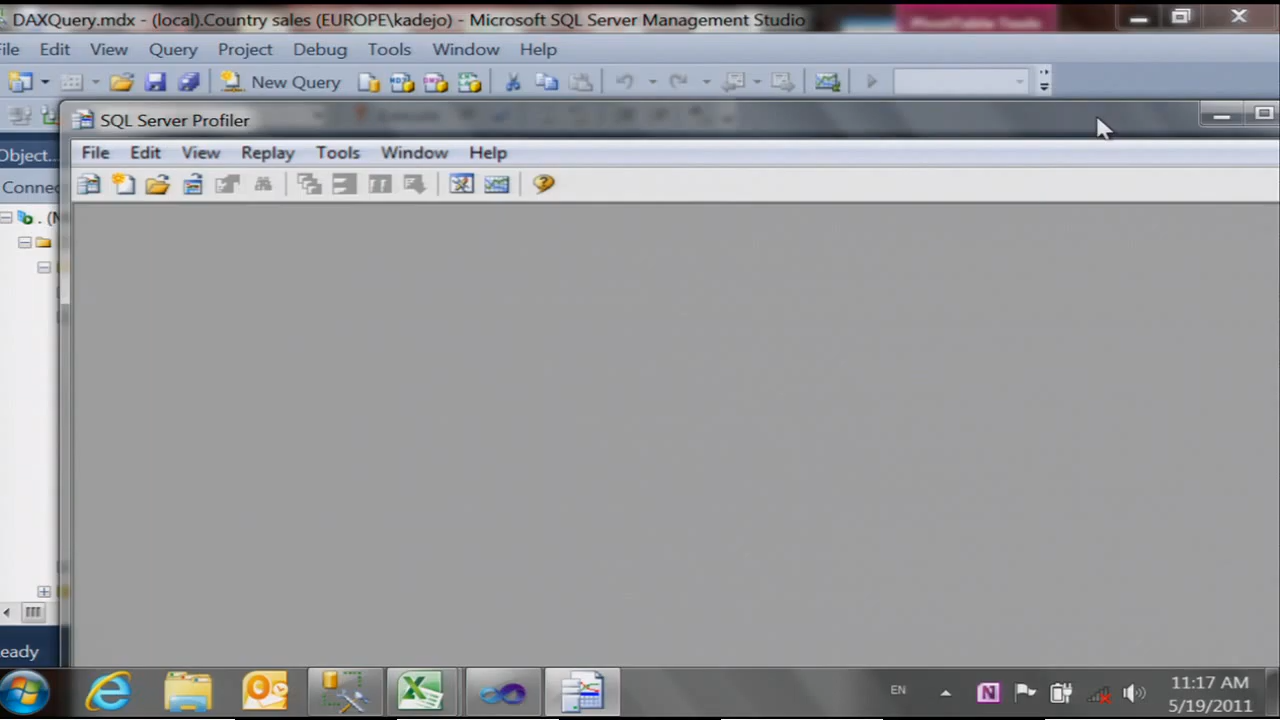 DAXQuery.mdx - (local).Country sales (EUROPE\kadejo) - Microsoft SQL Server Management Studio
File Edit View Query Project Debug Tools Window Help
New Query
SQL Server Profiler
Object...
File Edit View Replay Tools Window Help
Connec
. (M
eady
EN
11:17 AM
5/19/2011